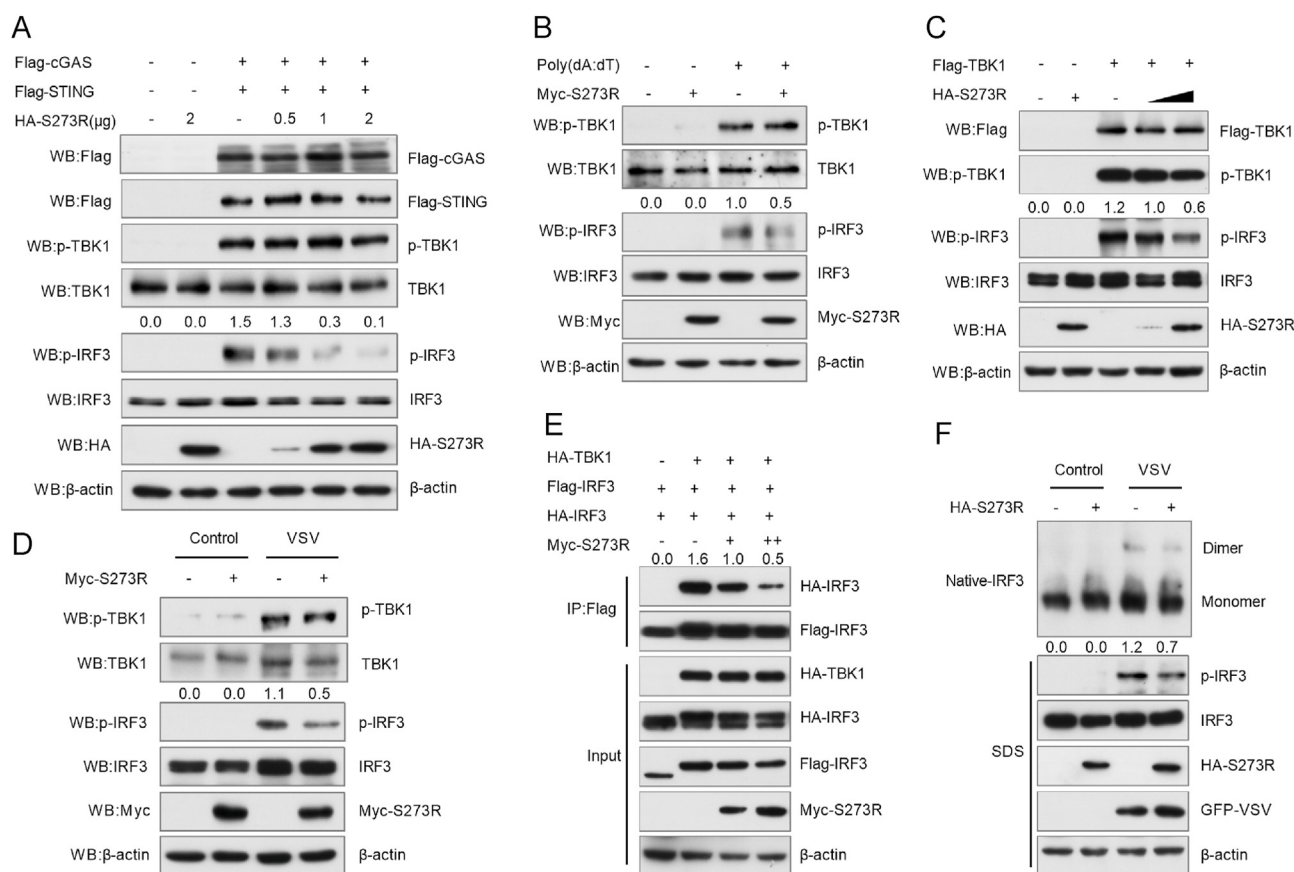 A
Flag-cGAS - - + + + +
Flag-STING - - + + + +
HA-S273R(μg) - 2 - 0.5 1 2
WB:Flag Flag-cGAS
WB:Flag Flag-STING
WB:p-TBK1 p-TBK1
WB:TBK1 TBK1
0.0 0.0 1.5 1.3 0.3 0.1
WB:p-IRF3 p-IRF3
WB:IRF3 IRF3
WB:HA HA-S273R
WB:β-actin β-actin
B
Poly(dA:dT) - - + +
Myc-S273R - + - +
WB:p-TBK1 p-TBK1
WB:TBK1 TBK1
0.0 0.0 1.0 0.5
WB:p-IRF3 p-IRF3
WB:IRF3 IRF3
WB:Myc Myc-S273R
WB:β-actin β-actin
C
Flag-TBK1 - - + + +
HA-S273R - + -
WB:Flag Flag-TBK1
WB:p-TBK1 p-TBK1
0.0 0.0 1.2 1.0 0.6
WB:p-IRF3 p-IRF3
WB:IRF3 IRF3
WB:HA HA-S273R
WB:β-actin β-actin
D
Control VSV
Myc-S273R - + - +
WB:p-TBK1 p-TBK1
WB:TBK1 TBK1
0.0 0.0 1.1 0.5
WB:p-IRF3 p-IRF3
WB:IRF3 IRF3
WB:Myc Myc-S273R
WB:β-actin β-actin
E
HA-TBK1 - + + +
Flag-IRF3 + + + +
HA-IRF3 + + + +
Myc-S273R - - + ++
0.0 1.6 1.0 0.5
IP:Flag
HA-IRF3
Flag-IRF3
Input
HA-TBK1
HA-IRF3
Flag-IRF3
Myc-S273R
β-actin
F
Control VSV
HA-S273R - + - +
Native-IRF3
Dimer
Monomer
0.0 0.0 1.2 0.7
SDS
p-IRF3
IRF3
HA-S273R
GFP-VSV
β-actin